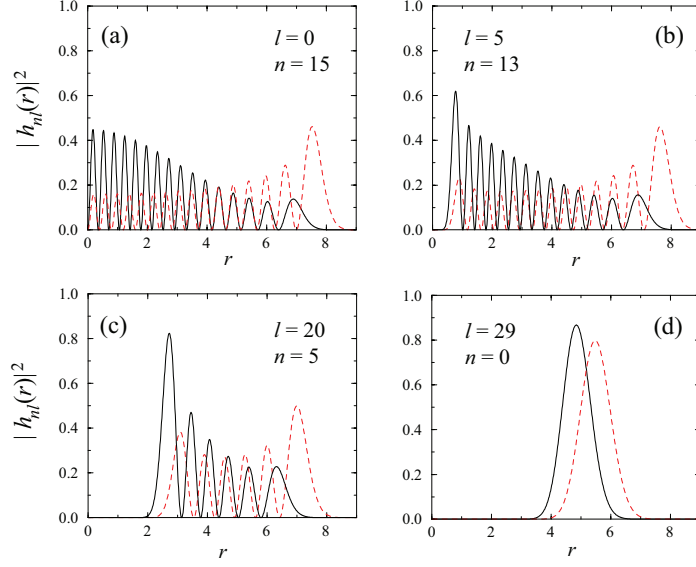 (a)
l = 0
n = 15
| h_nl(r)|²
1.0
0.8
0.6
0.4
0.2
0.0
0 2 4 6 8
r
(b)
l = 5
n = 13
1.0
0.8
0.6
0.4
0.2
0.0
0 2 4 6 8
r
(c)
l = 20
n = 5
| h_nl(r)|²
1.0
0.8
0.6
0.4
0.2
0.0
0 2 4 6 8
r
(d)
l = 29
n = 0
1.0
0.8
0.6
0.4
0.2
0.0
0 2 4 6 8
r